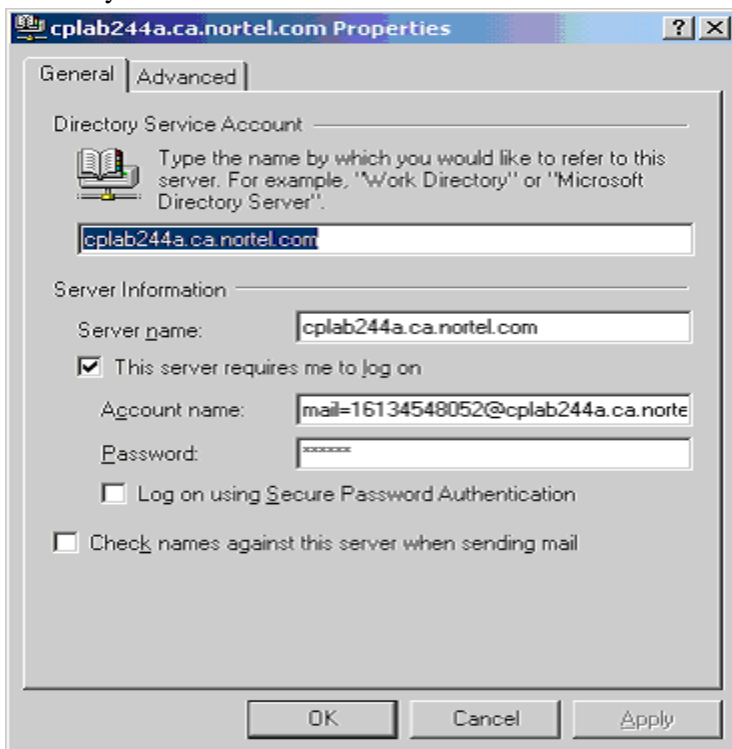 cplab244a.ca.nortel.com Properties
General
Advanced
Directory Service Account
Type the name by which you would like to refer to this
server. For example, "Work Directory" or "Microsoft
Directory Server".
cplab244a.ca.nortel.com
Server Information
Server name:
cplab244a.ca.nortel.com
This server requires me to log on
Account name:
mail=16134548052@cplab244a.ca.norte
Password:
xxxxxx
Log on using Secure Password Authentication
Check names against this server when sending mail
OK
Cancel
Apply